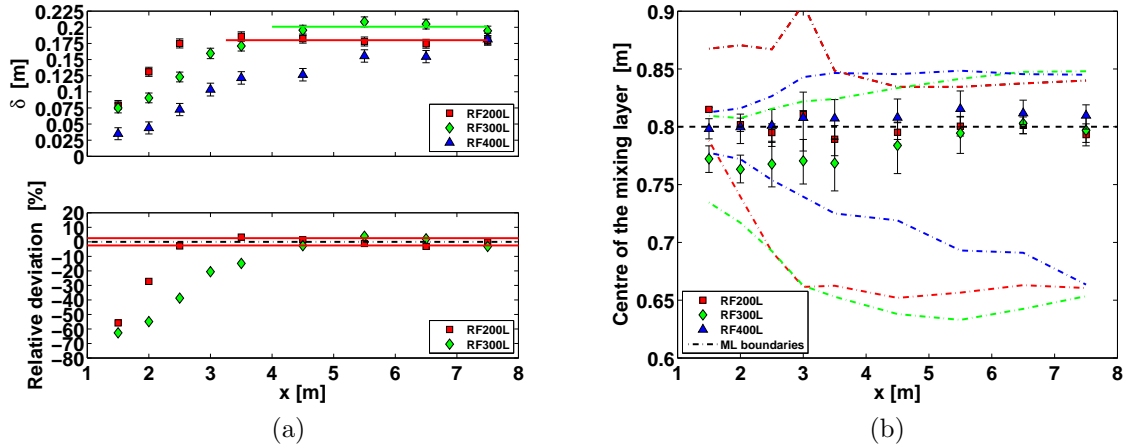 δ [m]
0.2
0.175
0.15
0.125
0.1
0.075
0.05
0.025
0
RF200L
RF300L
RF400L
Relative deviation [%]
20
10
0
−10
−20
−30
−40
−50
−60
−70
−80
RF200L
RF300L
1 2 3 4 5 6 7 8
x [m]
(a)
Centre of the mixing layer [m]
0.9
0.85
0.8
0.75
0.7
0.65
0.6
RF200L
RF300L
RF400L
ML boundaries
1 2 3 4 5 6 7 8
x [m]
(b)